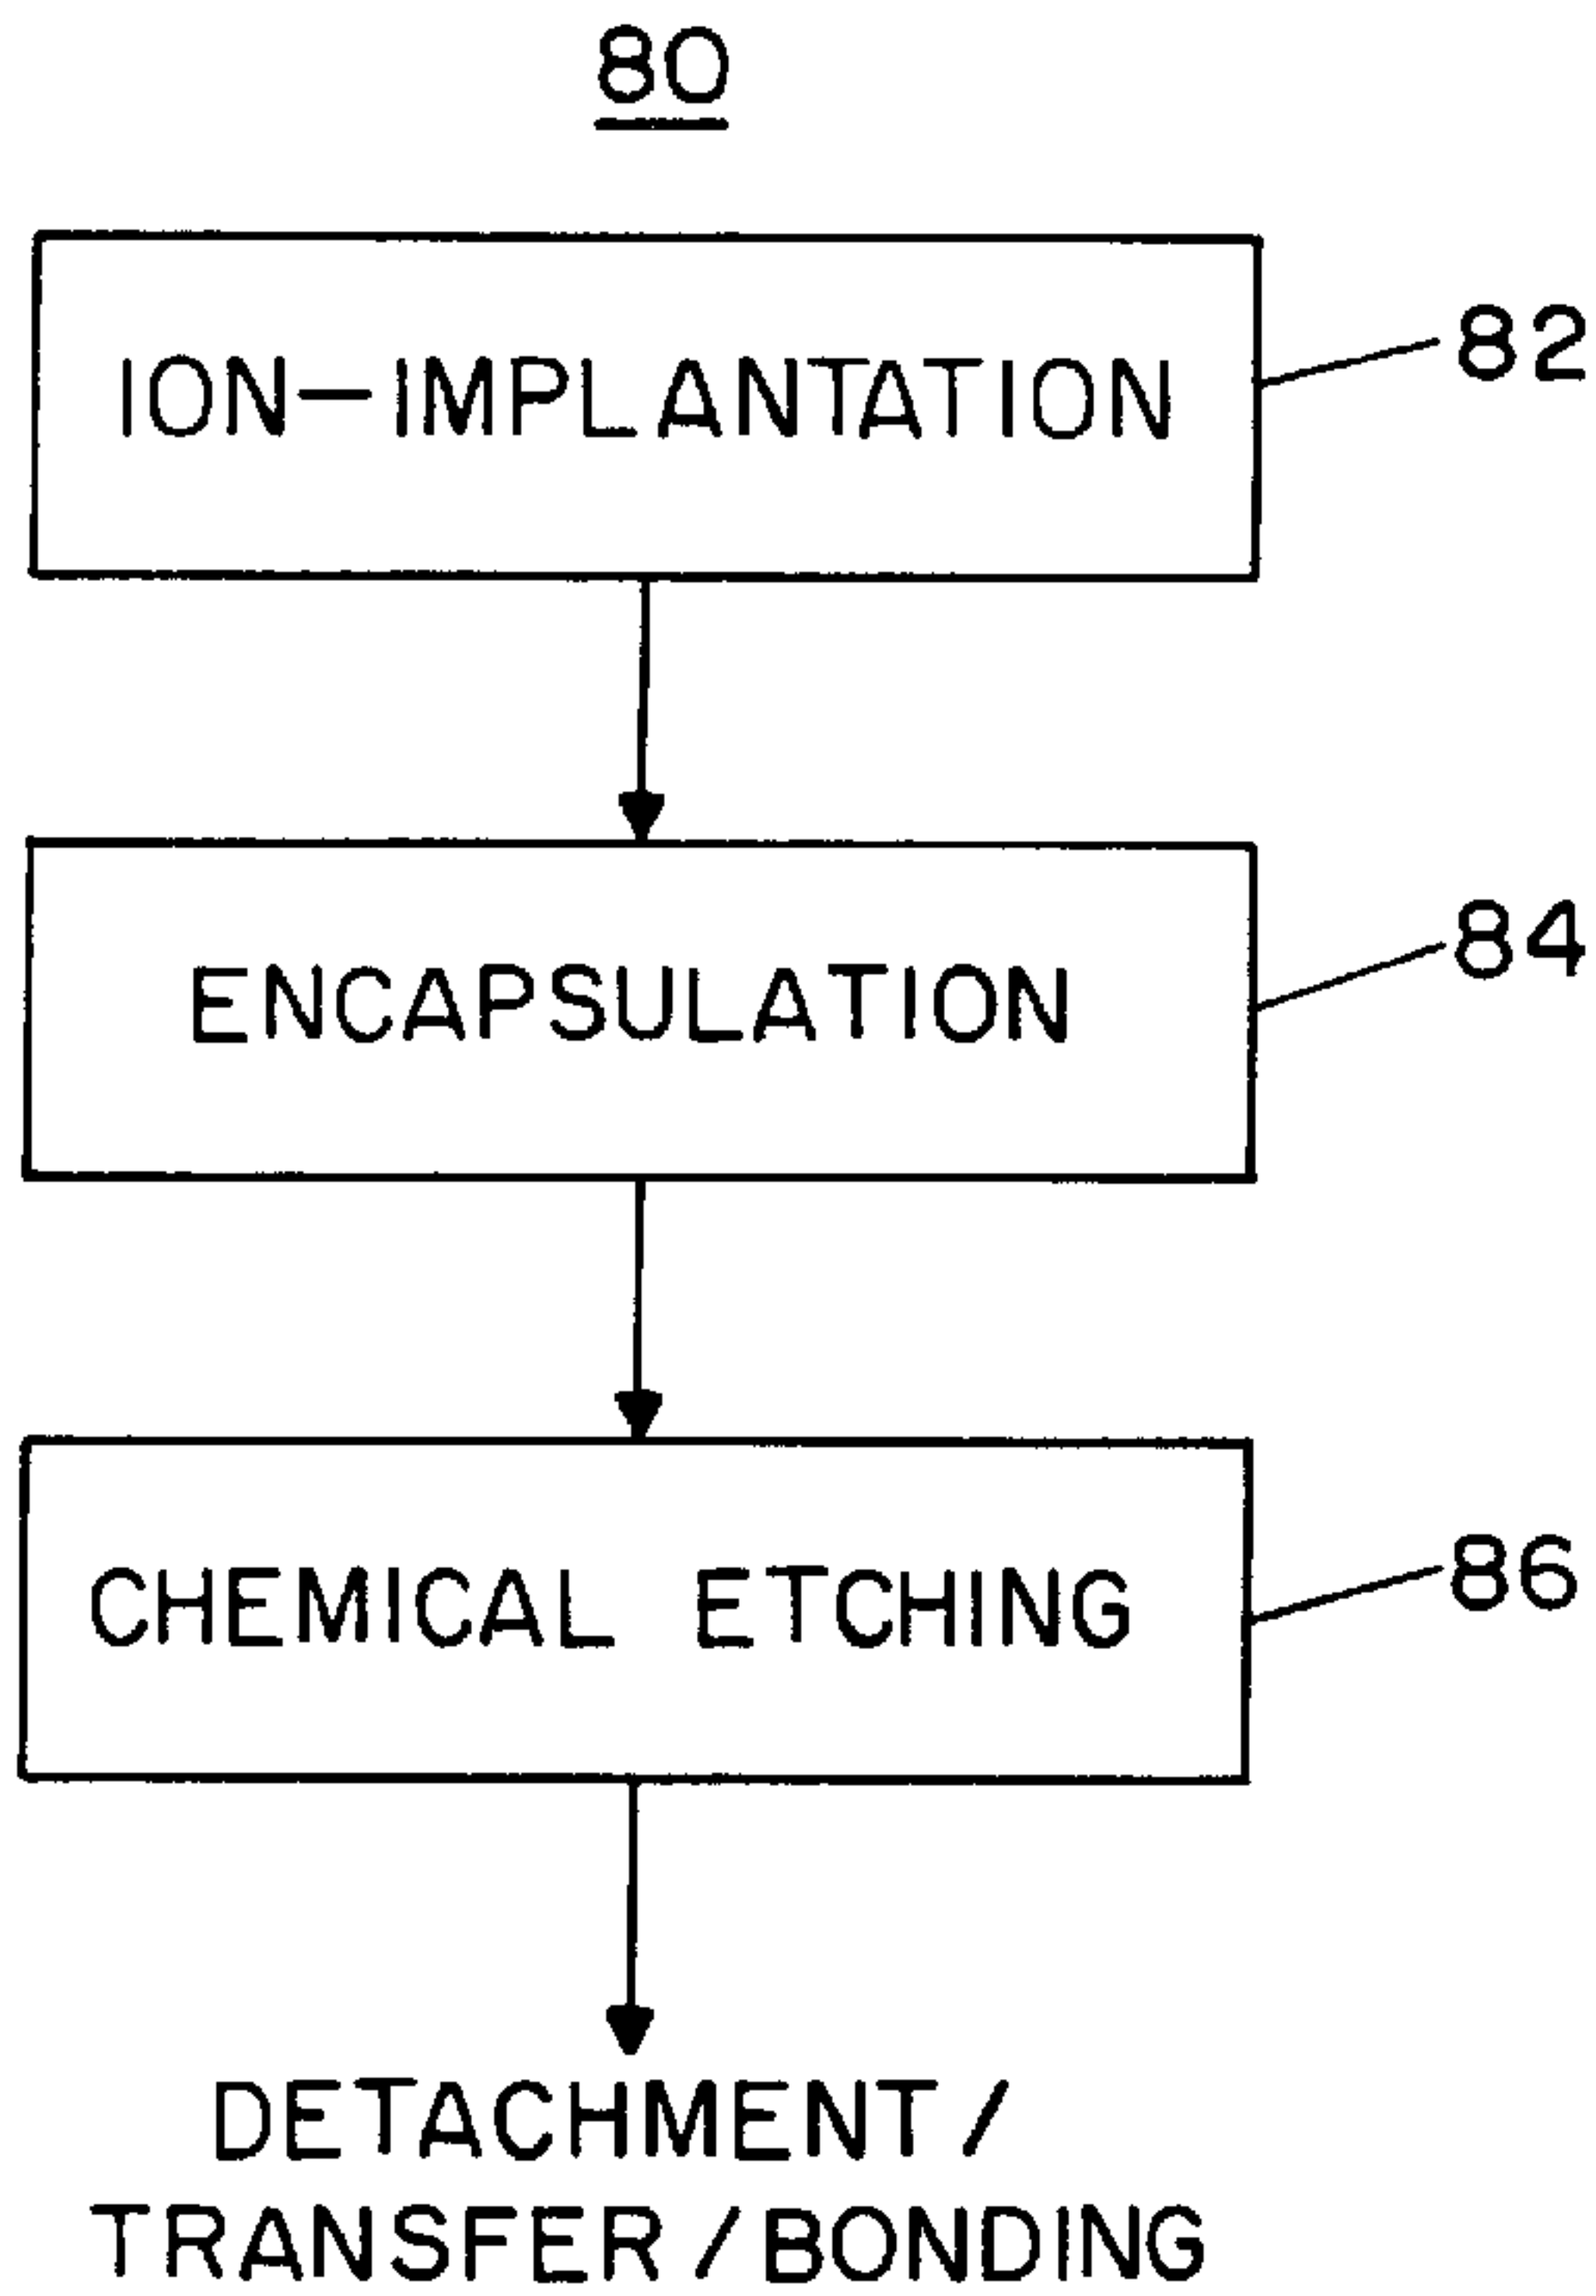 80
ION-IMPLANTATION
82
ENCAPSULATION
84
CHEMICAL ETCHING
86
DETACHMENT/
TRANSFER/BONDING